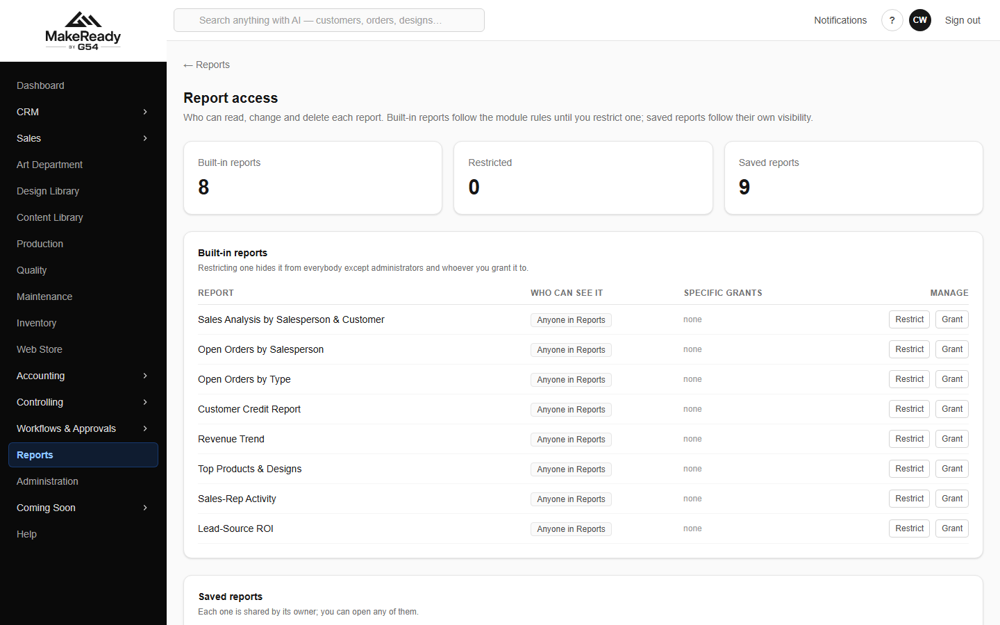 MakeReady
BY G54
Search anything with AI — customers, orders, designs...
Notifications
?
CW
Sign out
Dashboard
CRM
Sales
Art Department
Design Library
Content Library
Production
Quality
Maintenance
Inventory
Web Store
Accounting
Controlling
Workflows & Approvals
Reports
Administration
Coming Soon
Help
← Reports
Report access
Who can read, change and delete each report. Built-in reports follow the module rules until you restrict one; saved reports follow their own visibility.
Built-in reports
8
Restricted
0
Saved reports
9
Built-in reports
Restricting one hides it from everybody except administrators and whoever you grant it to.
REPORT WHO CAN SEE IT SPECIFIC GRANTS MANAGE
Sales Analysis by Salesperson & Customer Anyone in Reports none Restrict Grant
Open Orders by Salesperson Anyone in Reports none Restrict Grant
Open Orders by Type Anyone in Reports none Restrict Grant
Customer Credit Report Anyone in Reports none Restrict Grant
Revenue Trend Anyone in Reports none Restrict Grant
Top Products & Designs Anyone in Reports none Restrict Grant
Sales-Rep Activity Anyone in Reports none Restrict Grant
Lead-Source ROI Anyone in Reports none Restrict Grant
Saved reports
Each one is shared by its owner; you can open any of them.